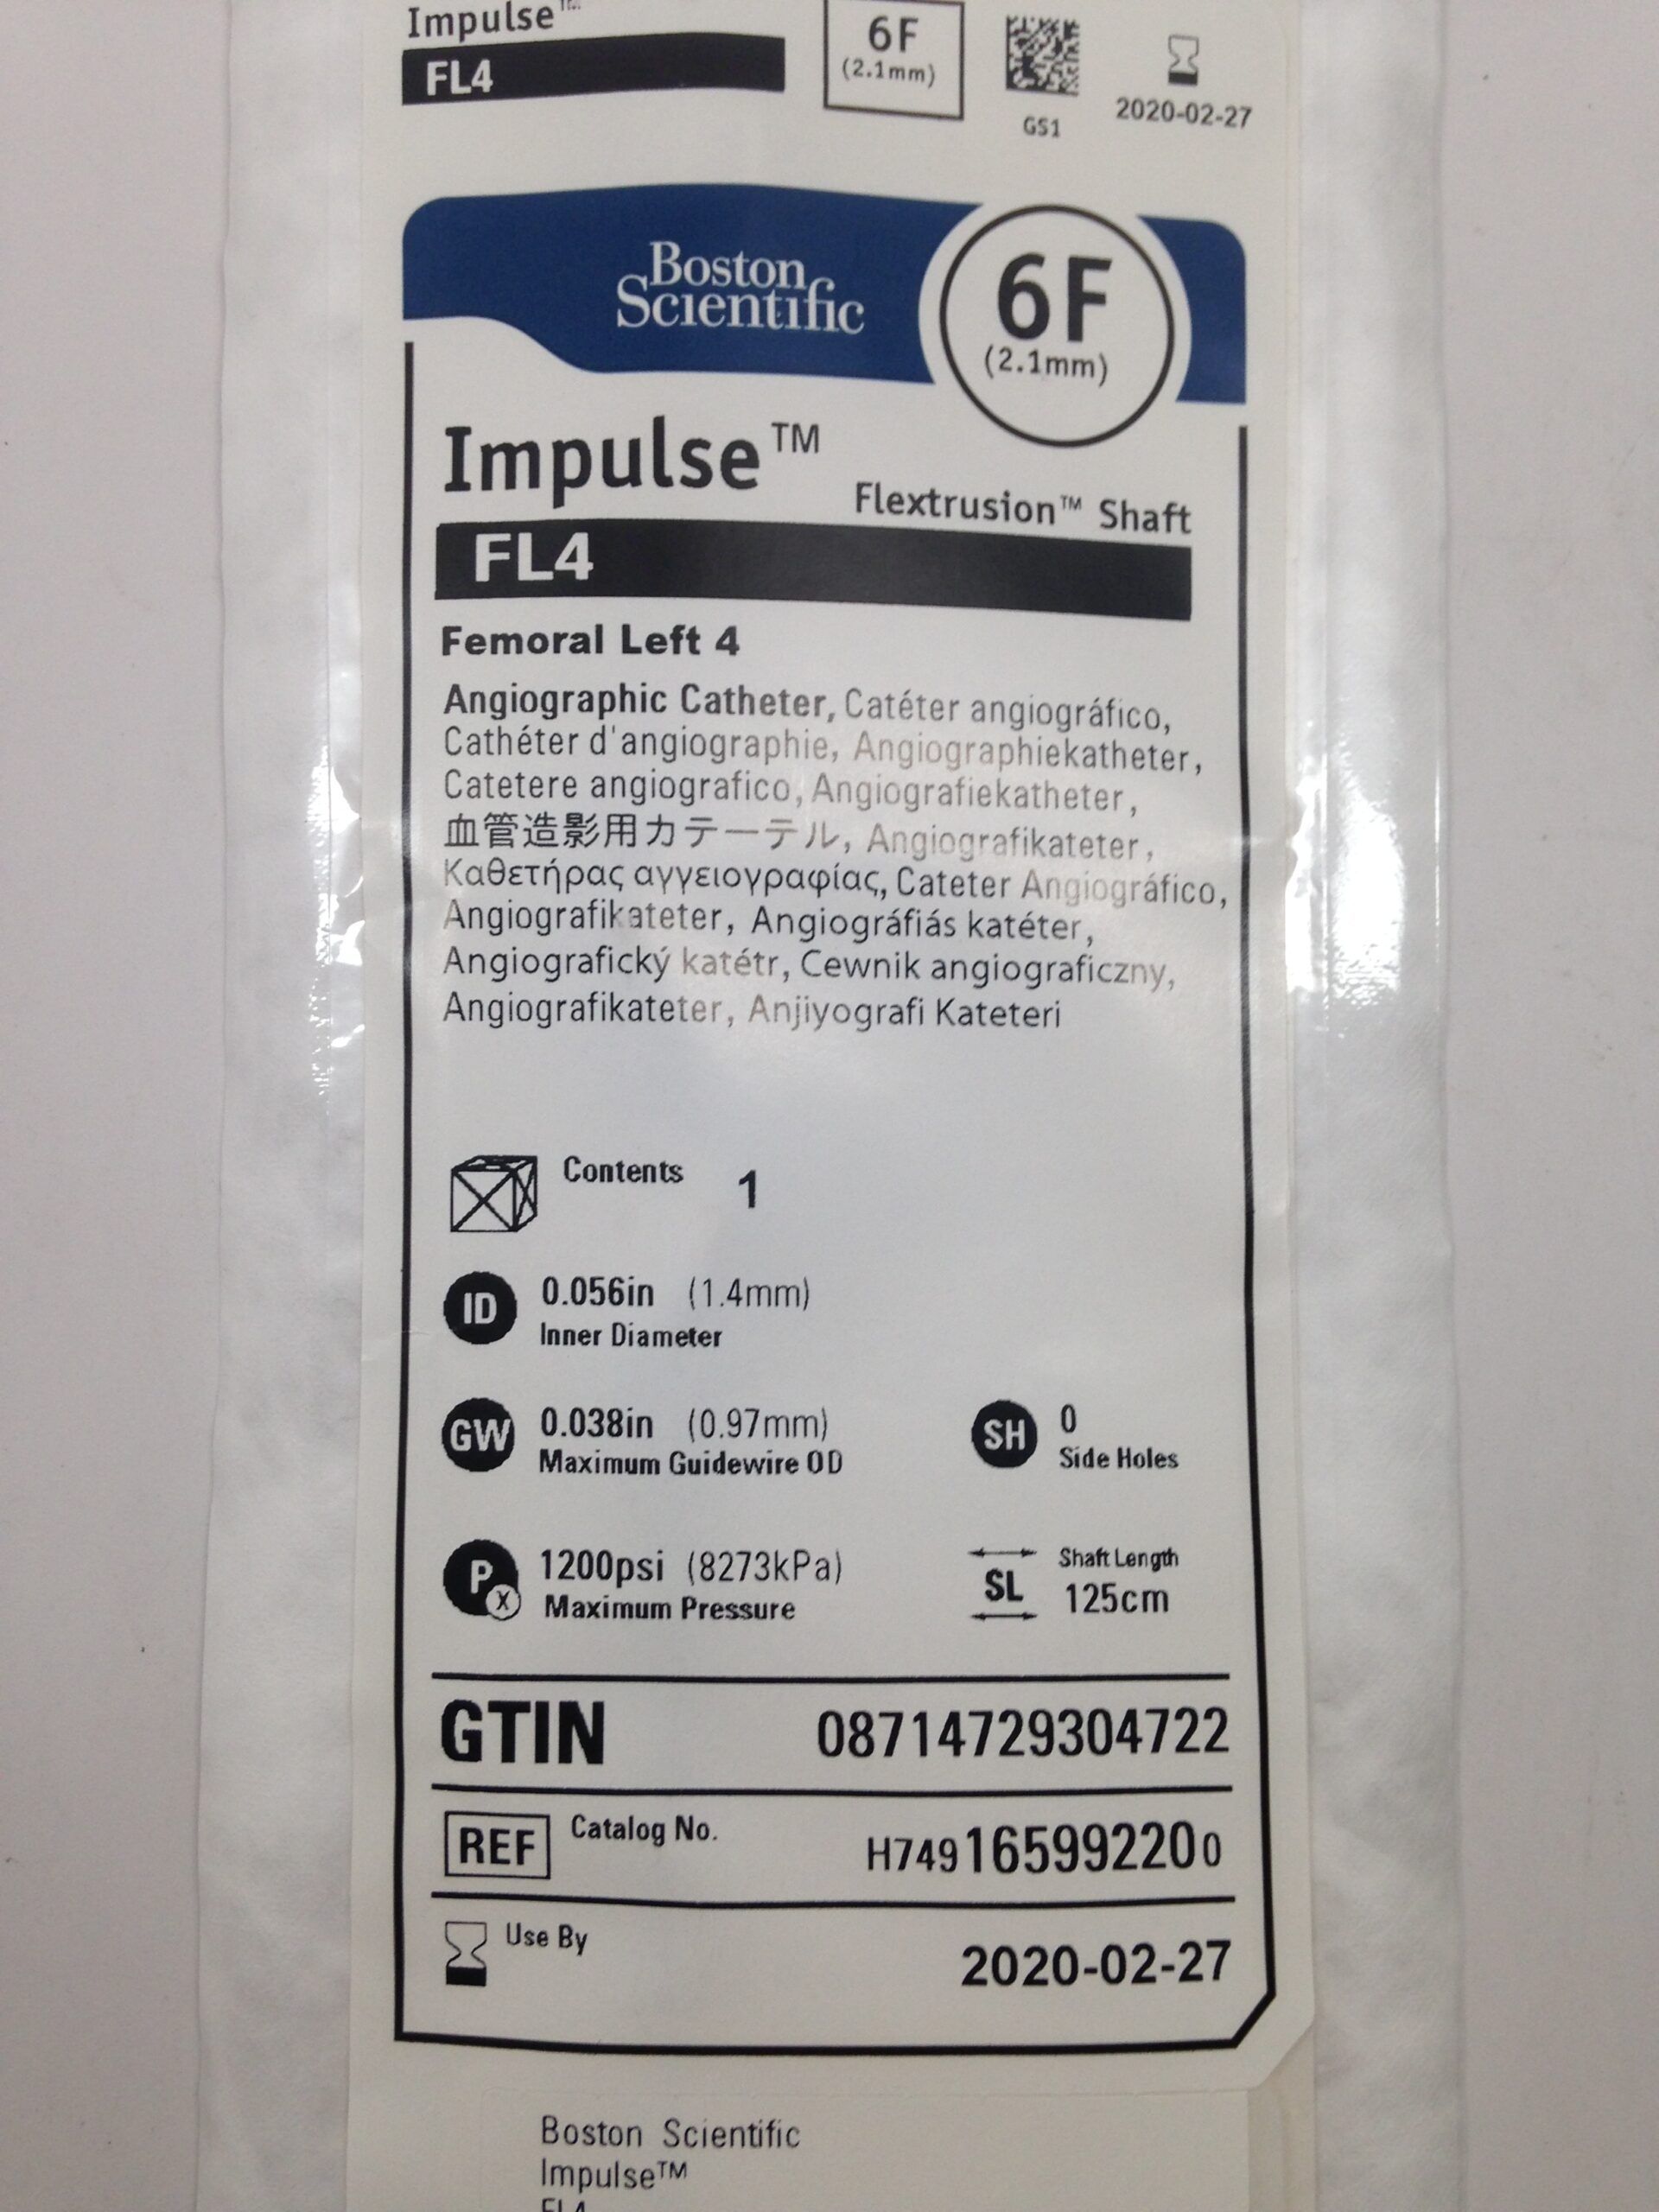 Impulse™
FL4
6F
(2.1mm)
GS1
2020-02-27
Boston
Scientific
6F
(2.1mm)
Impulse™
Flextrusion™ Shaft
FL4
Femoral Left 4
Angiographic Catheter, Catéter angiográfico,
Cathéter d'angiographie, Angiographiekatheter,
Catetere angiografico, Angiografiekatheter,
血管造影用カテーテル, Angiografikateter,
Καθετήρας αγγειογραφίας, Cateter Angiográfico,
Angiografikateter, Angiográfiás katéter,
Angiografický katétr, Cewnik angiograficzny,
Angiografikateter, Anjiyografi Kateteri
Contents 1
ID 0.056in (1.4mm)
Inner Diameter
GW 0.038in (0.97mm)
Maximum Guidewire OD
SH 0
Side Holes
PX 1200psi (8273kPa)
Maximum Pressure
SL Shaft Length
125cm
GTIN 08714729304722
REF Catalog No. H749165992200
Use By 2020-02-27
Boston Scientific
Impulse™
FL4